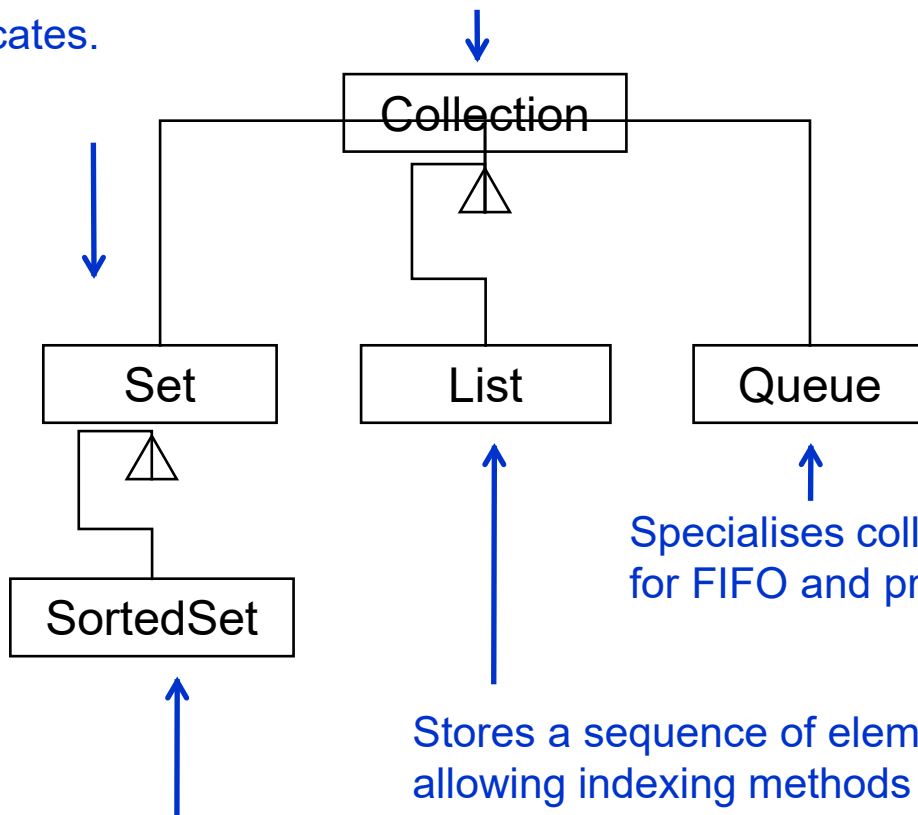 cates.
Collection
Set
List
Queue
Specialises coll
for FIFO and pr
SortedSet
Stores a sequence of elem
allowing indexing methods